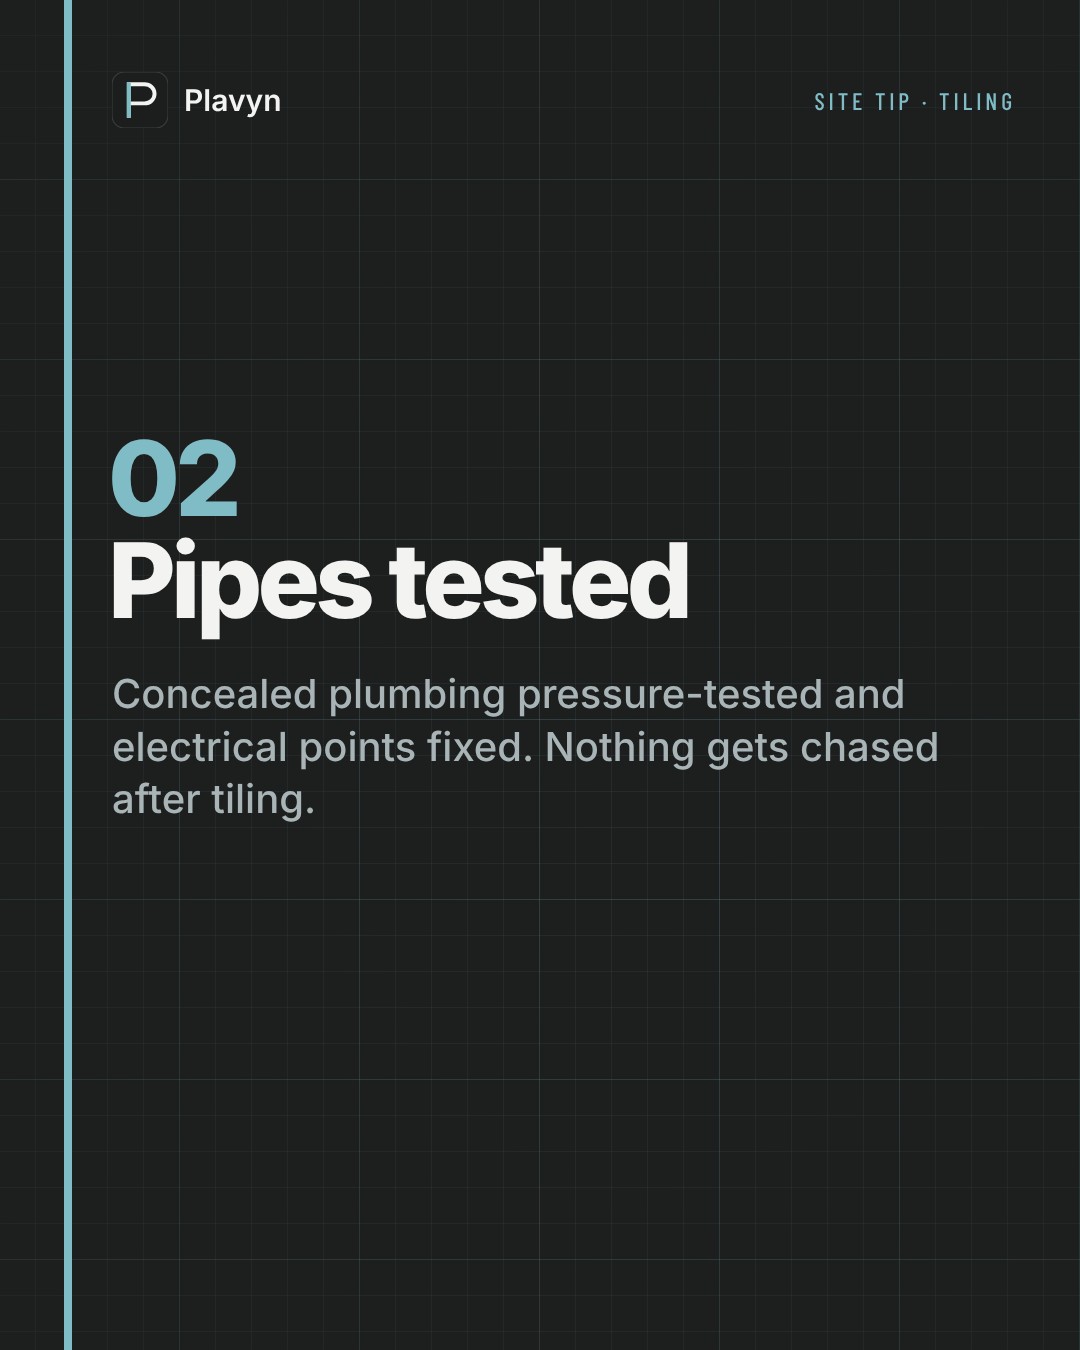 Plavyn
SITE TIP · TILING
02
Pipes tested
Concealed plumbing pressure-tested and
electrical points fixed. Nothing gets chased
after tiling.